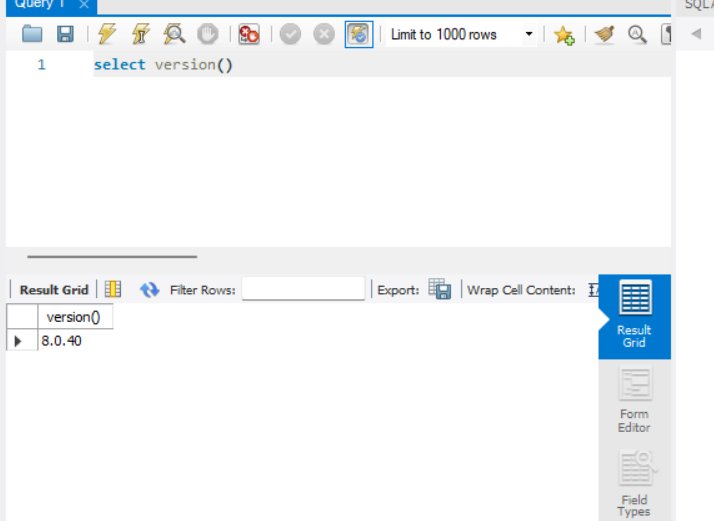 Query 1
SQLA
Limit to 1000 rows
1 select version()
Result Grid Filter Rows: Export: Wrap Cell Content:
version()
8.0.40
Result
Grid
Form
Editor
Field
Types